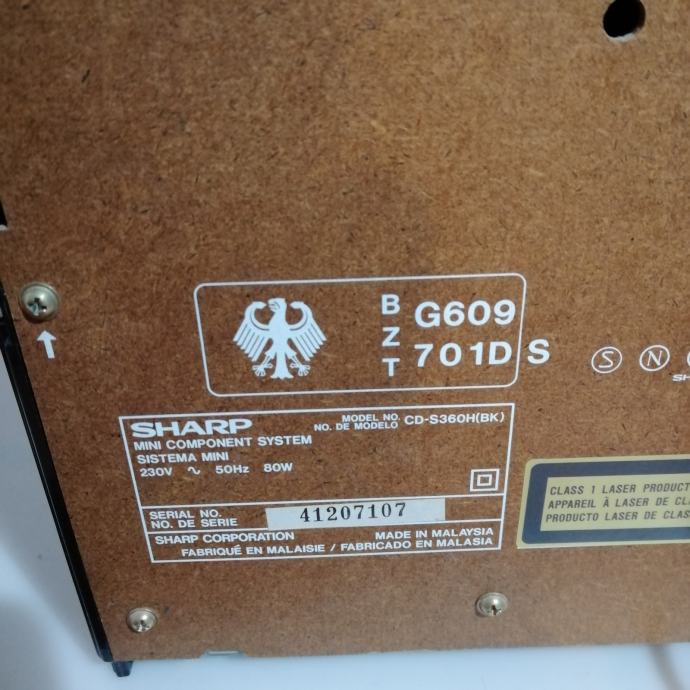 B G609
Z
T 701D S
S N
SHARP MODEL NO. CD-S360H(BK)
NO. DE MODELO
MINI COMPONENT SYSTEM
SISTEMA MINI
230V ~ 50Hz 80W
SERIAL NO. 41207107
NO. DE SERIE
SHARP CORPORATION MADE IN MALAYSIA
FABRIQUÉ EN MALAISIE / FABRICADO EN MALASIA
CLASS 1 LASER PRODUCT
APPAREIL À LASER DE CL
PRODUCTO LASER DE CLAS